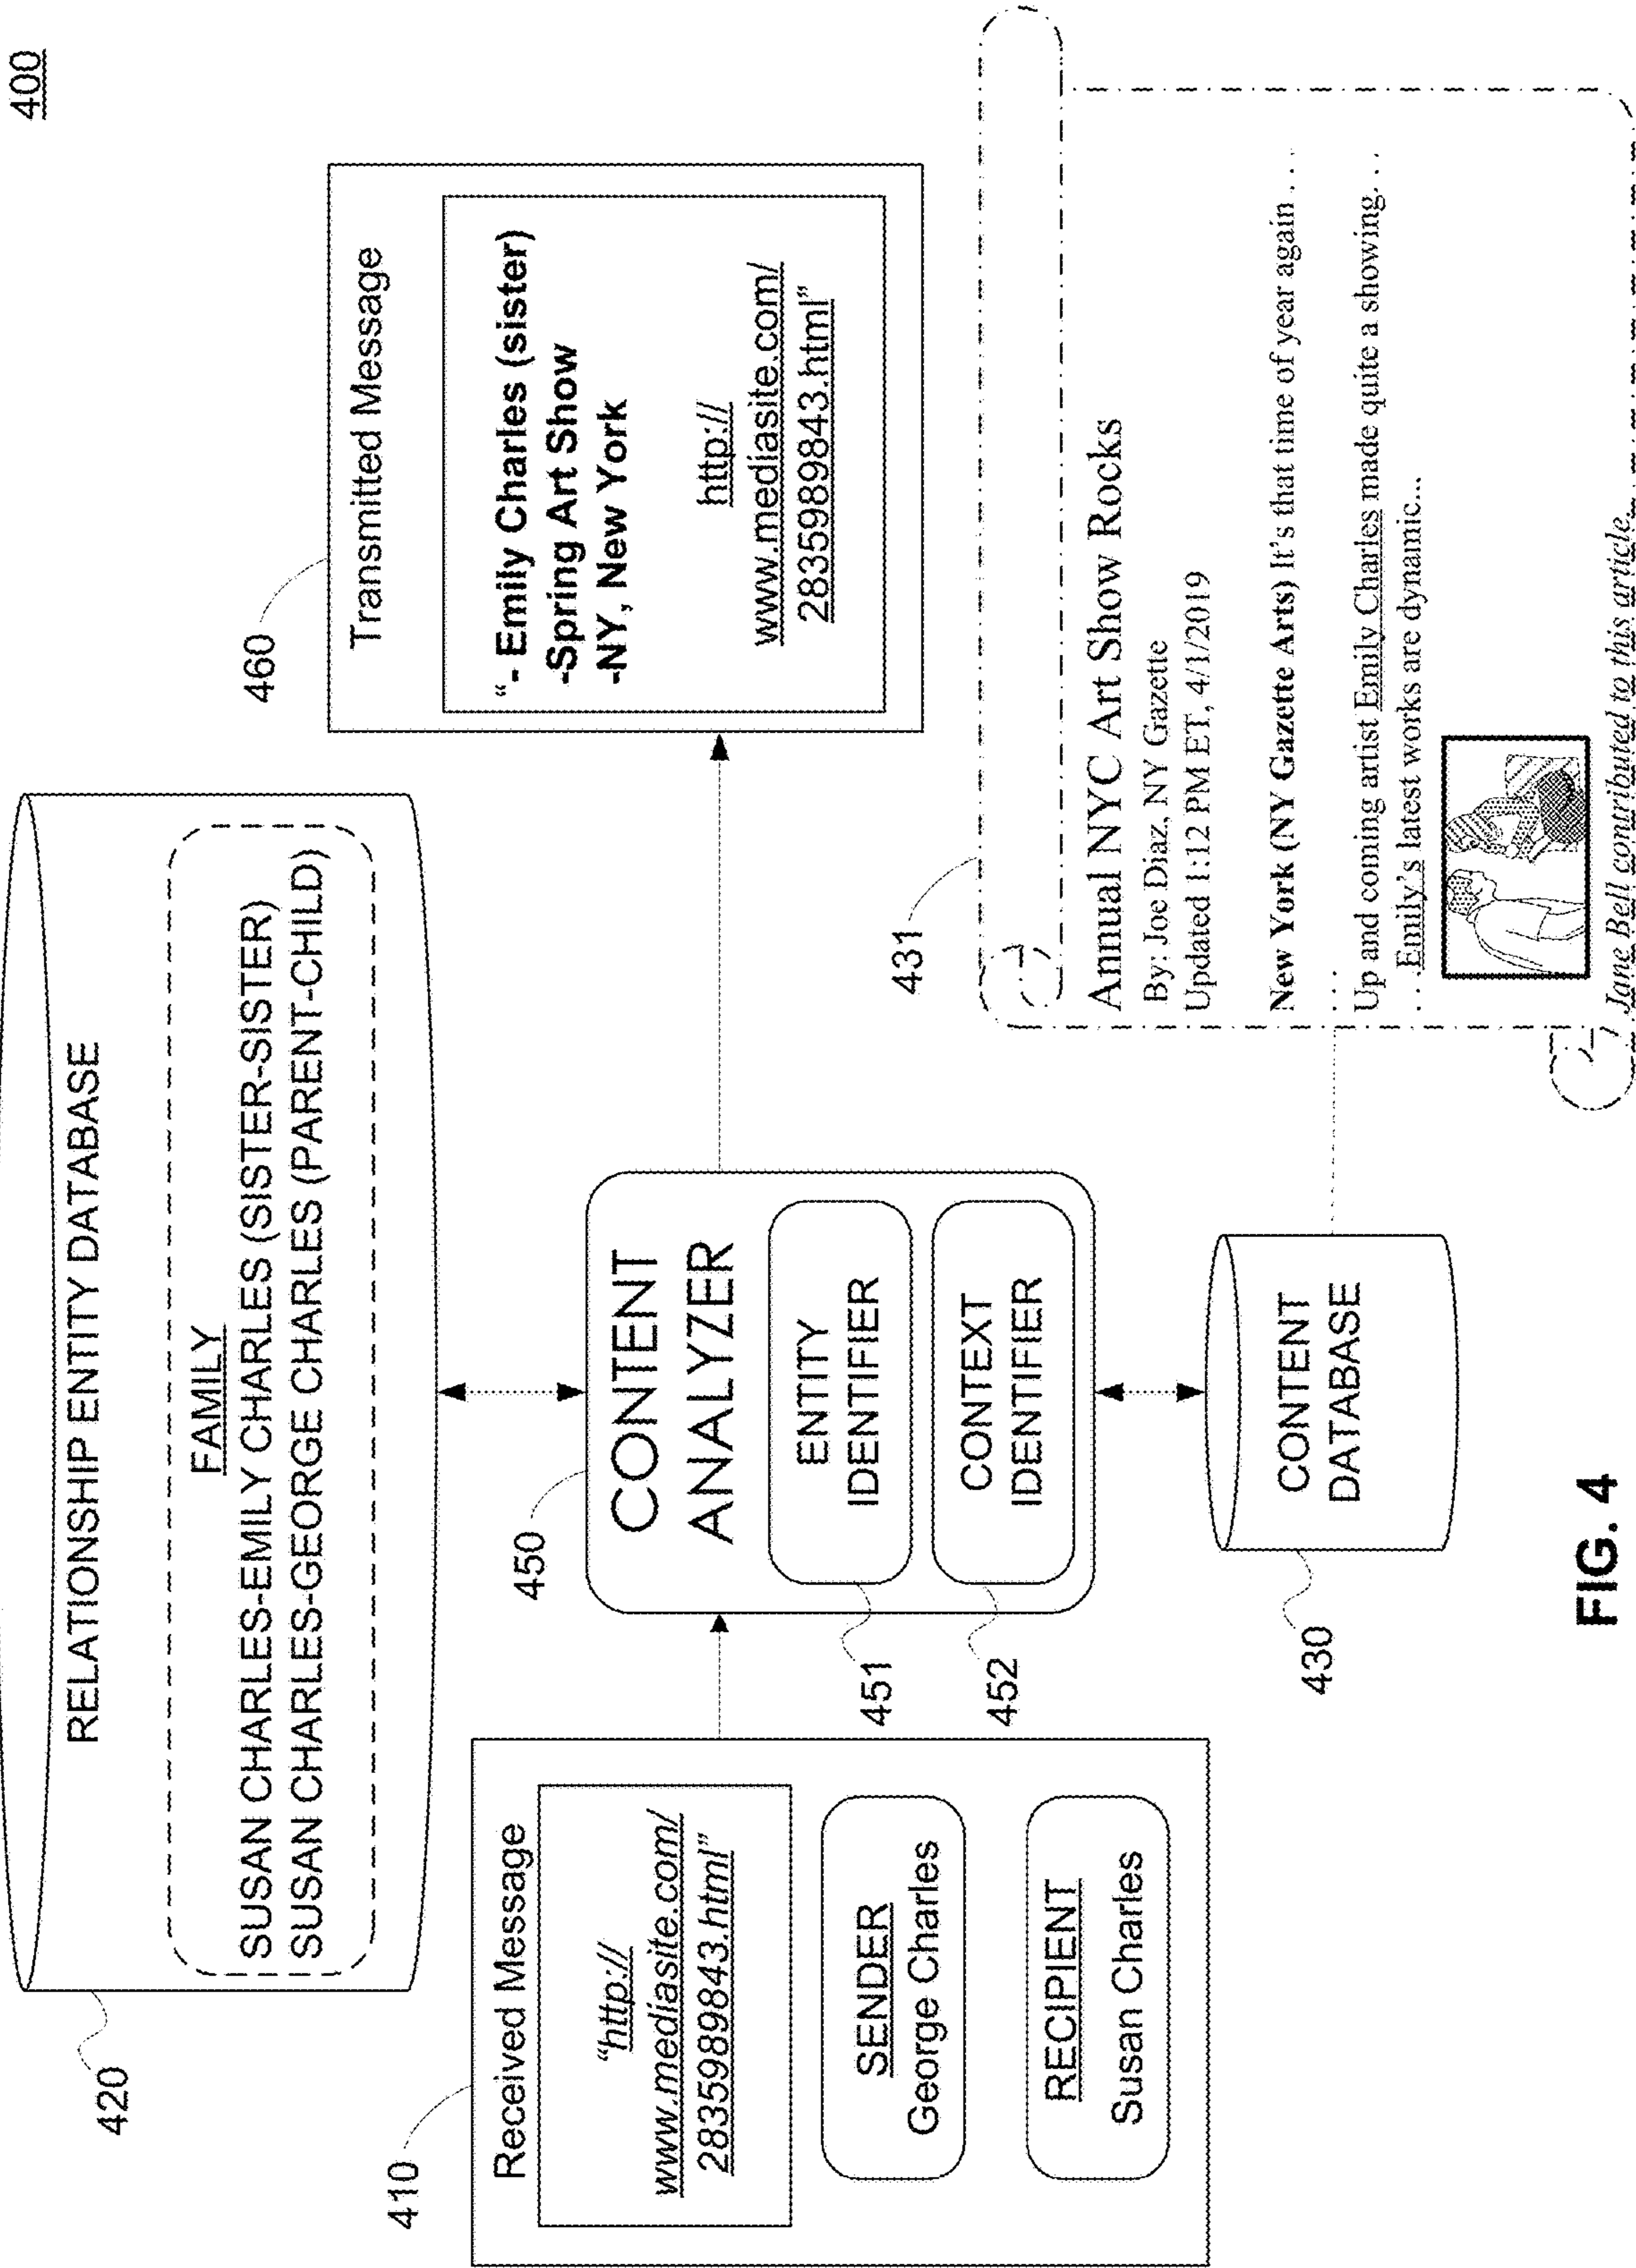 400
RELATIONSHIP ENTITY DATABASE
FAMILY
SUSAN CHARLES-EMILY CHARLES (SISTER-SISTER)
SUSAN CHARLES-GEORGE CHARLES (PARENT-CHILD)
420
410
Received Message
“http://
www.mediasite.com/
2835989843.html”
SENDER
George Charles
RECIPIENT
Susan Charles
450
CONTENT
ANALYZER
ENTITY
IDENTIFIER
451
CONTEXT
IDENTIFIER
452
460
Transmitted Message
“- Emily Charles (sister)
-Spring Art Show
-NY, New York
http://
www.mediasite.com/
2835989843.html”
CONTENT
DATABASE
430
431
Annual NYC Art Show Rocks
By: Joe Diaz, NY Gazette
Updated 1:12 PM ET, 4/1/2019
New York (NY Gazette Arts) It's that time of year again . . .
. . .
Up and coming artist Emily Charles made quite a showing. . .
. . .Emily's latest works are dynamic...
Jane Bell contributed to this article.
FIG. 4